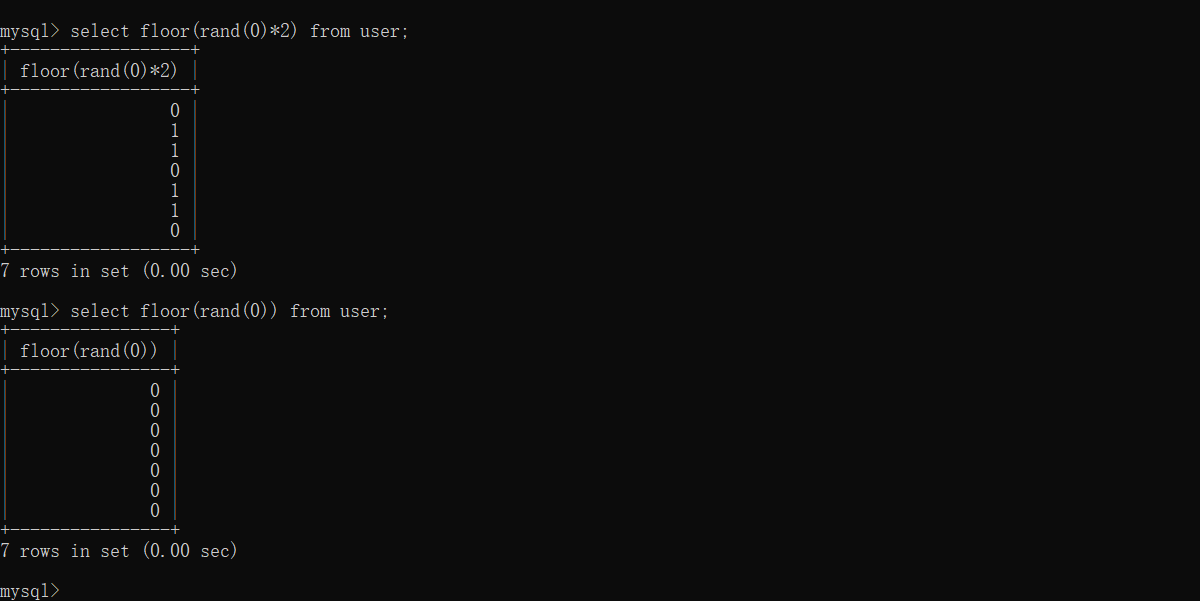 mysql> select floor(rand(0)*2) from user;
+------------------+
| floor(rand(0)*2) |
+------------------+
|                0 |
|                1 |
|                1 |
|                0 |
|                1 |
|                1 |
|                0 |
+------------------+
7 rows in set (0.00 sec)

mysql> select floor(rand(0)) from user;
+----------------+
| floor(rand(0)) |
+----------------+
|              0 |
|              0 |
|              0 |
|              0 |
|              0 |
|              0 |
|              0 |
+----------------+
7 rows in set (0.00 sec)

mysql>